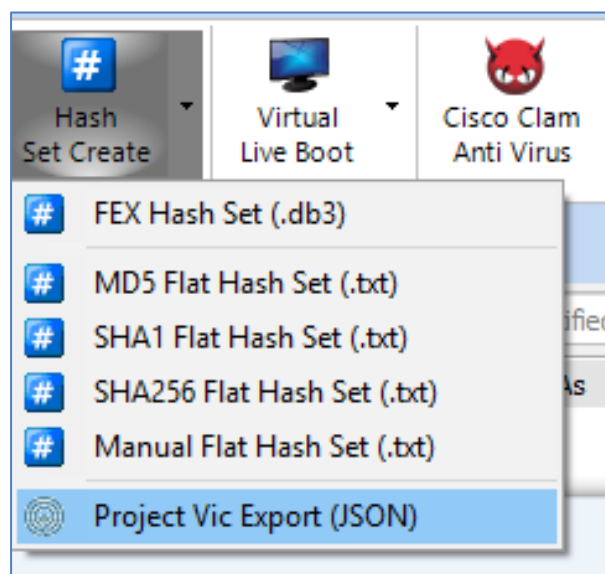 Hash
Set Create
Virtual
Live Boot
Cisco Clam
Anti Virus
# FEX Hash Set (.db3)
# MD5 Flat Hash Set (.txt)
# SHA1 Flat Hash Set (.txt)
# SHA256 Flat Hash Set (.txt)
# Manual Flat Hash Set (.txt)
Project Vic Export (JSON)
As